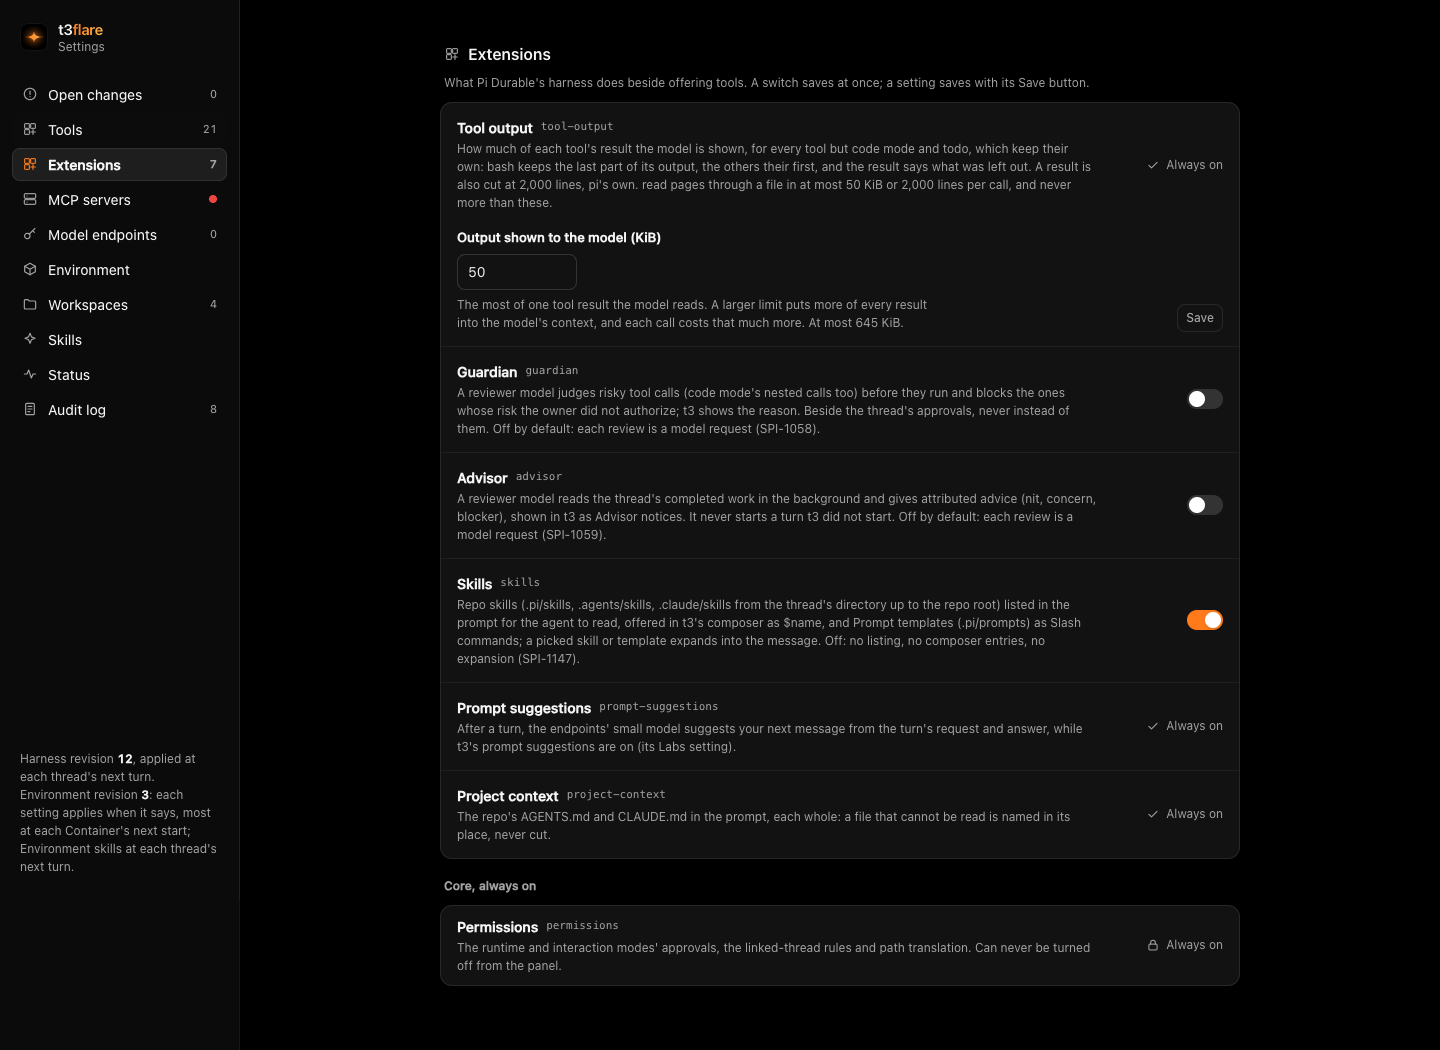 t3flare
Settings
Open changes 0
Tools 21
Extensions 7
MCP servers
Model endpoints 0
Environment
Workspaces 4
Skills
Status
Audit log 8
Harness revision 12, applied at
each thread's next turn.
Environment revision 3: each
setting applies when it says, most
at each Container's next start;
Environment skills at each thread's
next turn.
Extensions
What Pi Durable's harness does beside offering tools. A switch saves at once; a setting saves with its Save button.
Tool output tool-output
How much of each tool's result the model is shown, for every tool but code mode and todo, which keep their
own: bash keeps the last part of its output, the others their first, and the result says what was left out. A result is
also cut at 2,000 lines, pi's own. read pages through a file in at most 50 KiB or 2,000 lines per call, and never
more than these.
Always on
Output shown to the model (KiB)
50
The most of one tool result the model reads. A larger limit puts more of every result
into the model's context, and each call costs that much more. At most 645 KiB.
Save
Guardian guardian
A reviewer model judges risky tool calls (code mode's nested calls too) before they run and blocks the ones
whose risk the owner did not authorize; t3 shows the reason. Beside the thread's approvals, never instead of
them. Off by default: each review is a model request (SPI-1058).
Advisor advisor
A reviewer model reads the thread's completed work in the background and gives attributed advice (nit, concern,
blocker), shown in t3 as Advisor notices. It never starts a turn t3 did not start. Off by default: each review is a
model request (SPI-1059).
Skills skills
Repo skills (.pi/skills, .agents/skills, .claude/skills from the thread's directory up to the repo root) listed in the
prompt for the agent to read, offered in t3's composer as $name, and Prompt templates (.pi/prompts) as Slash
commands; a picked skill or template expands into the message. Off: no listing, no composer entries, no
expansion (SPI-1147).
Prompt suggestions prompt-suggestions
After a turn, the endpoints' small model suggests your next message from the turn's request and answer, while
t3's prompt suggestions are on (its Labs setting).
Always on
Project context project-context
The repo's AGENTS.md and CLAUDE.md in the prompt, each whole: a file that cannot be read is named in its
place, never cut.
Always on
Core, always on
Permissions permissions
The runtime and interaction modes' approvals, the linked-thread rules and path translation. Can never be turned
off from the panel.
Always on